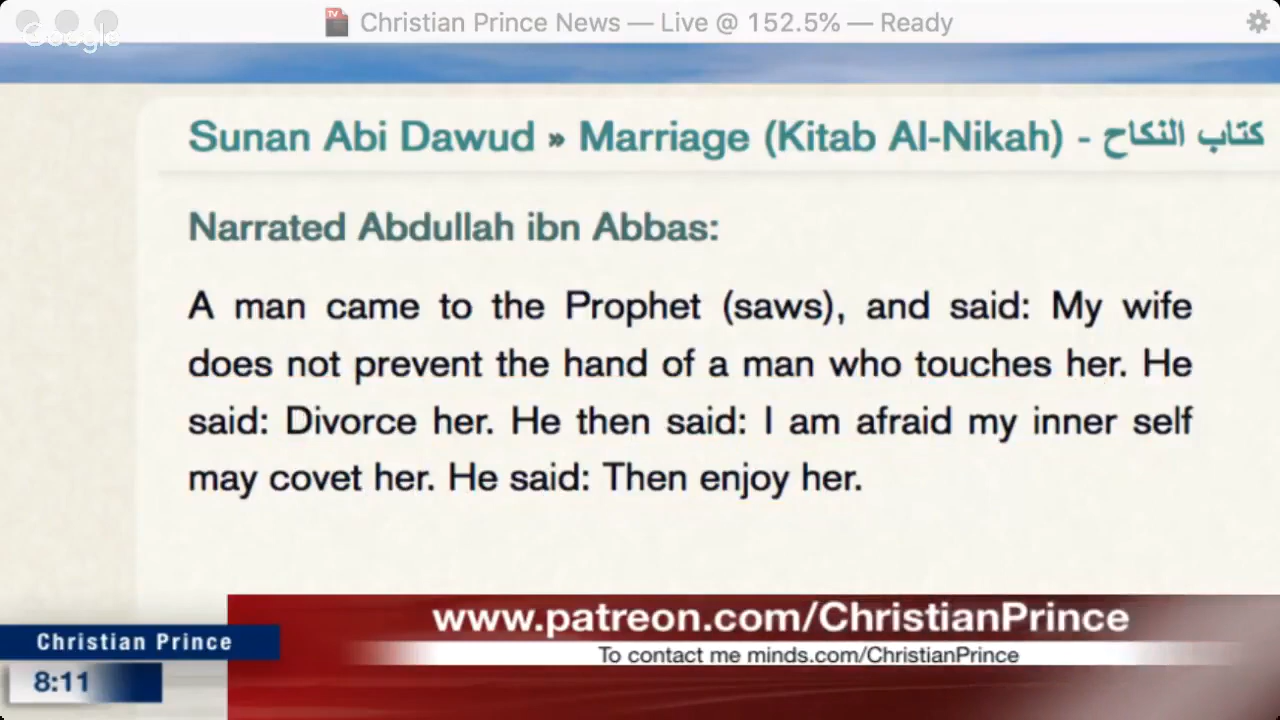 Christian Prince News — Live @ 152.5% — Ready
Google
Sunan Abi Dawud » Marriage (Kitab Al-Nikah) - كتاب النكاح
Narrated Abdullah ibn Abbas:
A man came to the Prophet (saws), and said: My wife
does not prevent the hand of a man who touches her. He
said: Divorce her. He then said: I am afraid my inner self
may covet her. He said: Then enjoy her.
www.patreon.com/ChristianPrince
To contact me minds.com/ChristianPrince
Christian Prince
8:11
TV